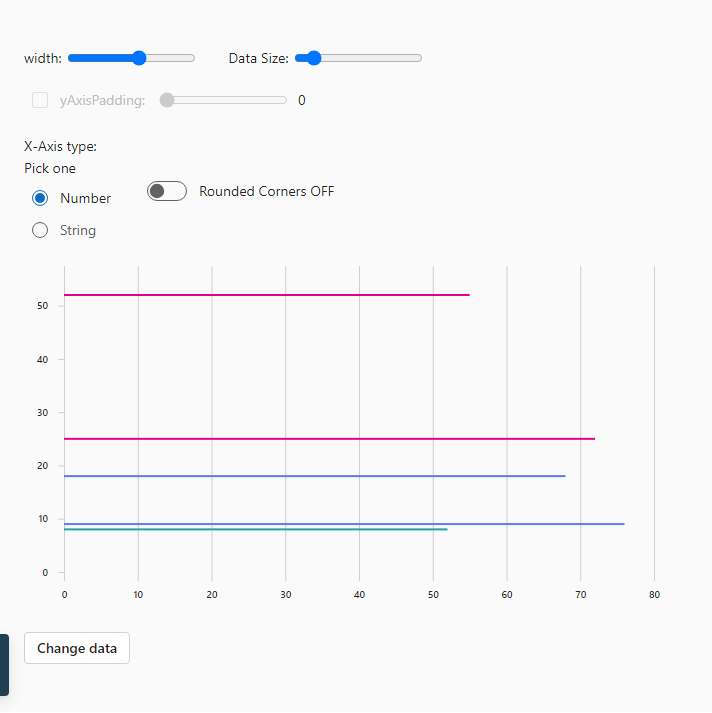 width: Data Size:
yAxisPadding: 0
X-Axis type:
Pick one
Number
Rounded Corners OFF
String
50
40
30
20
10
0
0 10 20 30 40 50 60 70 80
Change data